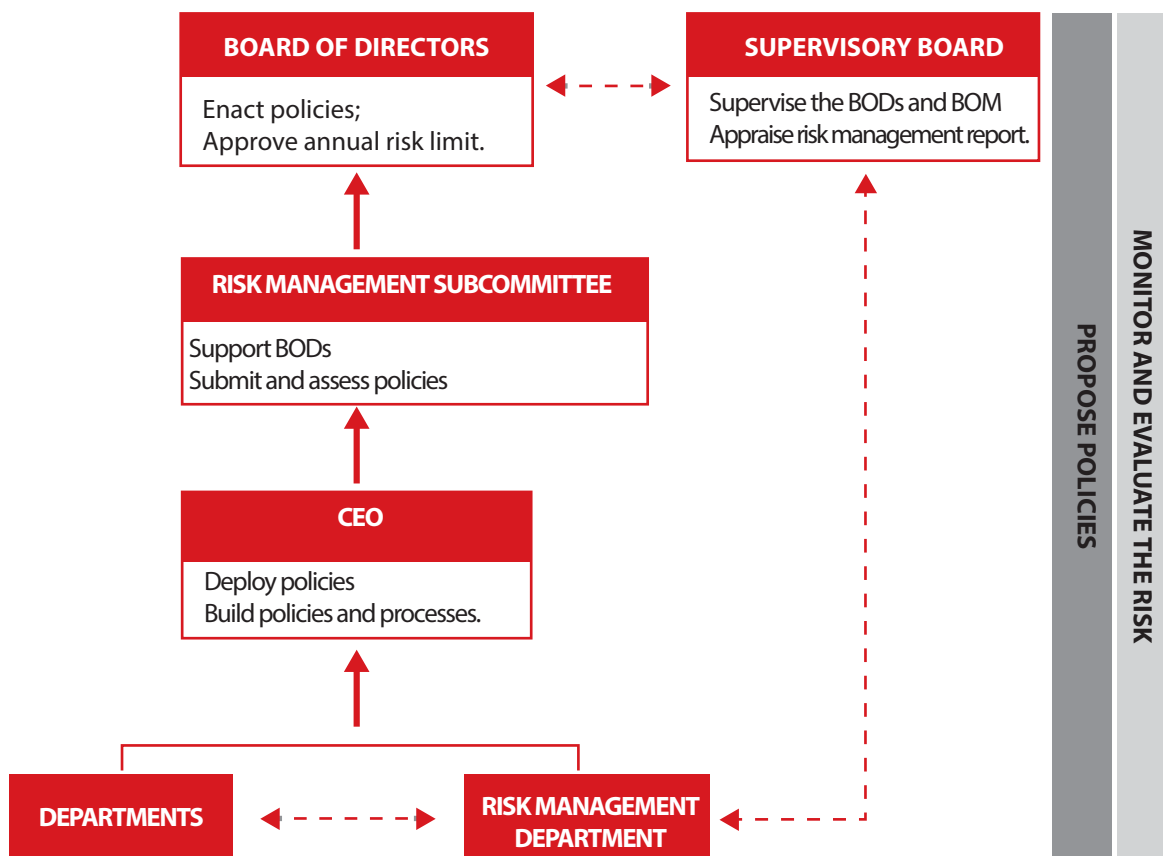 BOARD OF DIRECTORS
Enact policies;
Approve annual risk limit.
SUPERVISORY BOARD
Supervise the BODs and BOM
Appraise risk management report.
RISK MANAGEMENT SUBCOMMITTEE
Support BODs
Submit and assess policies
CEO
Deploy policies
Build policies and processes.
DEPARTMENTS
RISK MANAGEMENT
DEPARTMENT
PROPOSE POLICIES
MONITOR AND EVALUATE THE RISK